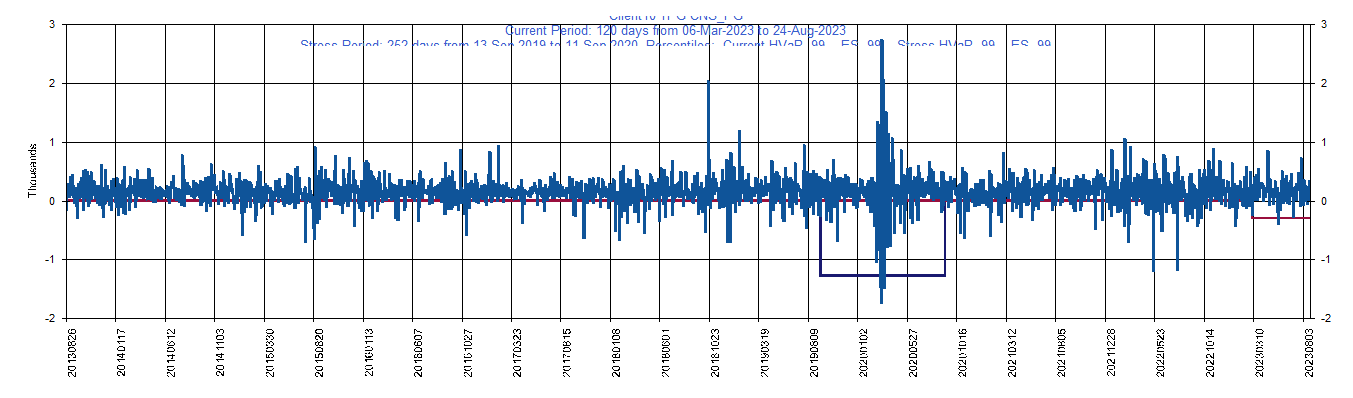 Current Period: 120 days from 06-Mar-2023 to 24-Aug-2023
Stress Period: 252 days from 13-Sep-2019 to 11-Sep-2020 Percentiles: Current HVaR 99 ES 99 Stress HVaR 99 ES 99
3 3
2 2
1 1
Thousands
0 0
-1 -1
-2 -2
20130826 20140117 20140612 20141103 20150330 20150820 20160113 20160607 20161027 20170323 20170815 20180108 20180601 20181023 20190319 20190809 20200102 20200527 20201016 20210312 20210805 20211228 20220523 20221014 20230310 20230803